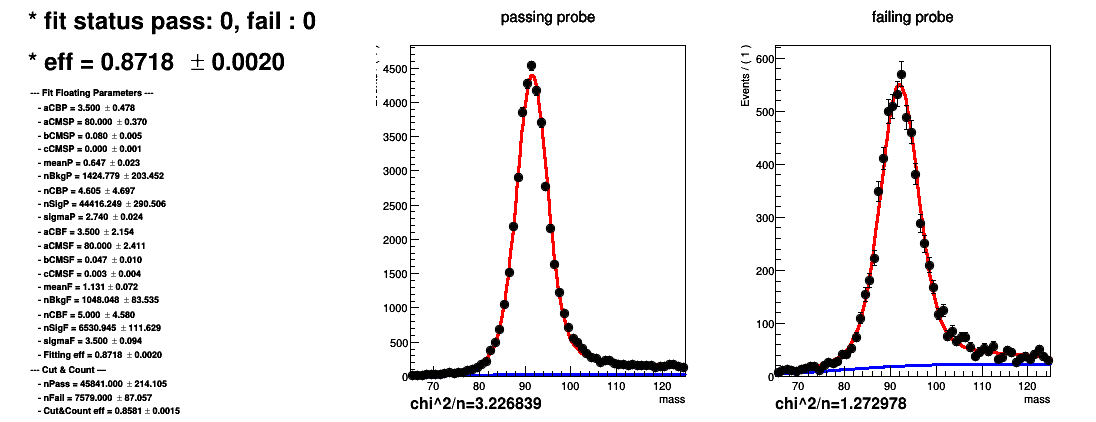 * fit status pass: 0, fail : 0
* eff = 0.8718 ± 0.0020
--- Fit Floating Parameters ---
- aCBP = 3.500 ± 0.478
- aCMSP = 80.000 ± 0.370
- bCMSP = 0.080 ± 0.005
- cCMSP = 0.000 ± 0.001
- meanP = 0.647 ± 0.023
- nBkgP = 1424.779 ± 203.452
- nCBP = 4.605 ± 4.697
- nSigP = 44416.249 ± 290.506
- sigmaP = 2.740 ± 0.024
- aCBF = 3.500 ± 2.154
- aCMSF = 80.000 ± 2.411
- bCMSF = 0.047 ± 0.010
- cCMSF = 0.003 ± 0.004
- meanF = 1.131 ± 0.072
- nBkgF = 1048.048 ± 83.535
- nCBF = 5.000 ± 4.580
- nSigF = 6530.945 ± 111.629
- sigmaF = 3.500 ± 0.094
- Fitting eff = 0.8718 ± 0.0020
--- Cut & Count ---
- nPass = 45841.000 ± 214.105
- nFail = 7579.000 ± 87.057
- Cut&Count eff = 0.8581 ± 0.0015
passing probe
4500
4000
3500
3000
2500
2000
1500
1000
500
0
70 80 90 100 110 120
mass
chi^2/n=3.226839
failing probe
Events / ( 1 )
600
500
400
300
200
100
0
70 80 90 100 110 120
mass
chi^2/n=1.272978